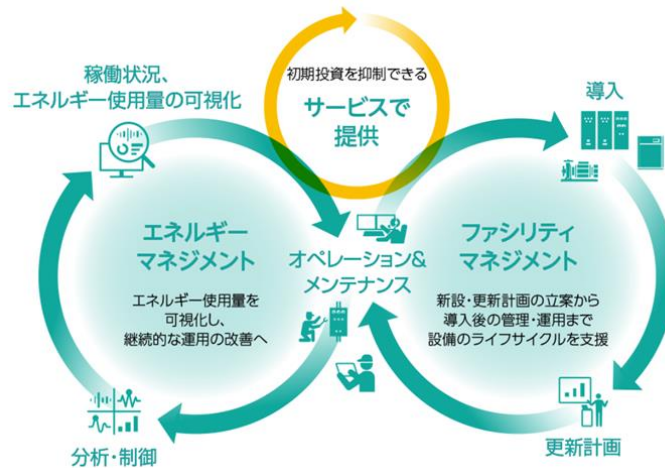 初期投資を抑制できる
サービスで
提供
稼働状況、
エネルギー使用量の可視化
導入
エネルギー
マネジメント
エネルギー使用量を
可視化し、
継続的な運用の改善へ
オペレーション&
メンテナンス
ファシリティ
マネジメント
新設・更新計画の立案から
導入後の管理・運用まで
設備のライフサイクルを支援
分析・制御
更新計画